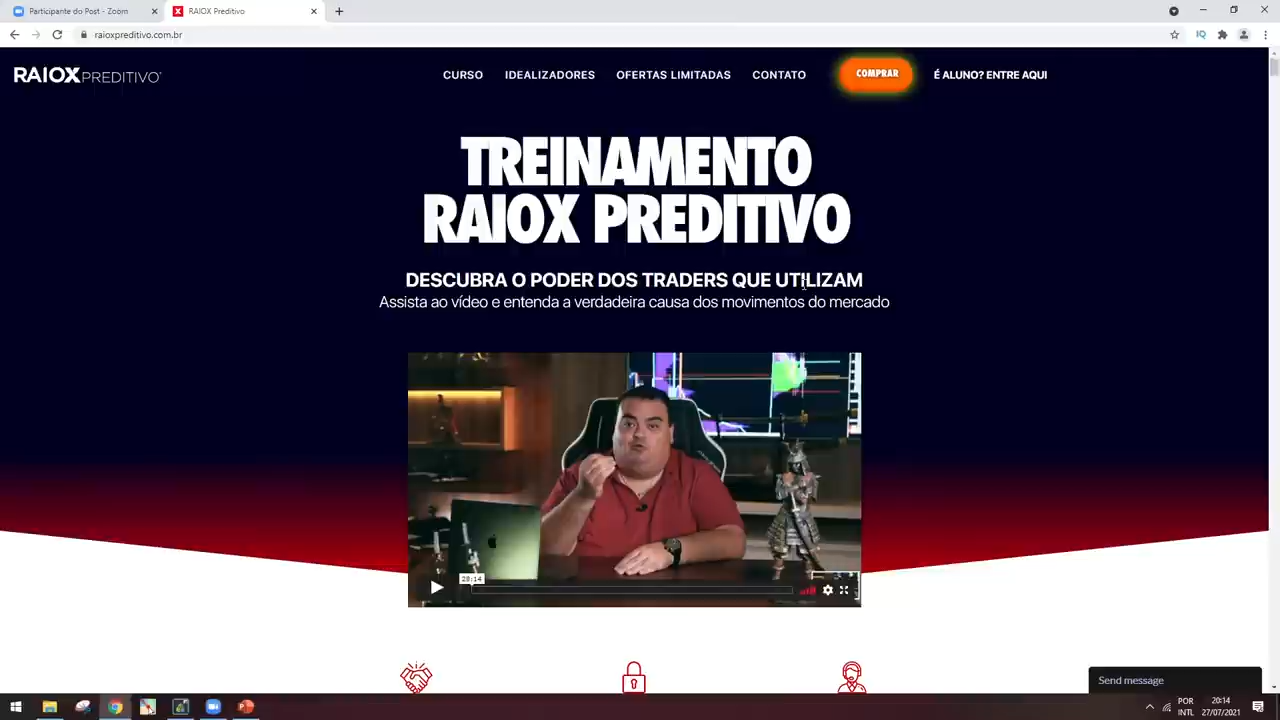 Participante do Post - Zoom
RAIOX Preditivo
raioxpreditivo.com.br
RAIOXPREDITIVO
CURSO
IDEALIZADORES
OFERTAS LIMITADAS
CONTATO
COMPRAR
É ALUNO? ENTRE AQUI
TREINAMENTO
RAIOX PREDITIVO
DESCUBRA O PODER DOS TRADERS QUE UTILIZAM
Assista ao vídeo e entenda a verdadeira causa dos movimentos do mercado
28:14
Send message
POR
INTL
20:14
27/07/2021